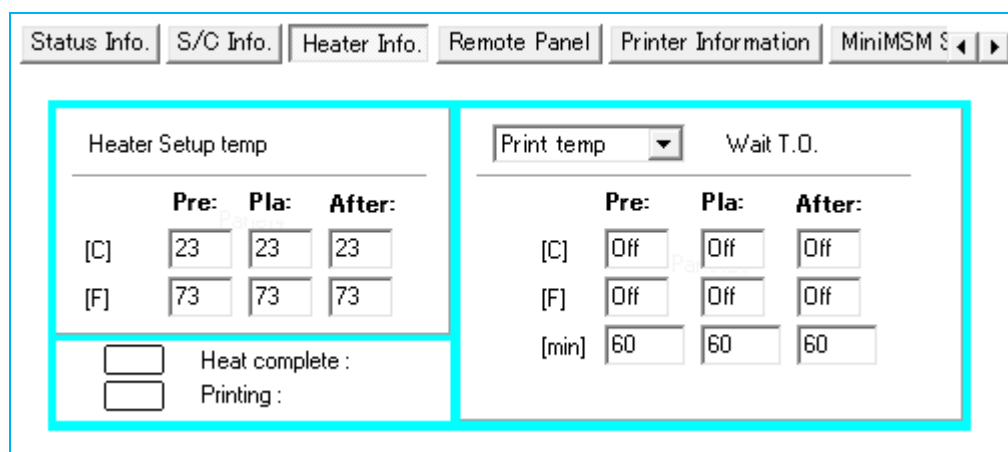 Status Info. S/C Info. Heater Info. Remote Panel Printer Information MiniMSM
Heater Setup temp
Pre: Pla: After:
[C] 23 23 23
[F] 73 73 73
Heat complete :
Printing :
Print temp Wait T.O.
Pre: Pla: After:
[C] Off Off Off
[F] Off Off Off
[min] 60 60 60